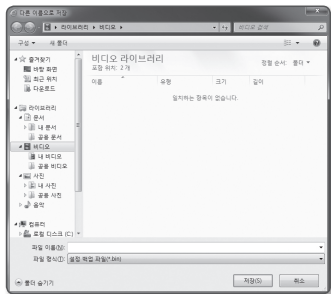 다른 이름으로 저장
▸ 라이브러리 ▸ 비디오 ▸
비디오 검색
구성 ▼ 새 폴더
즐겨찾기
바탕 화면
최근 위치
다운로드
라이브러리
문서
내 문서
공용 문서
비디오
내 비디오
공용 비디오
사진
내 사진
공용 사진
음악
컴퓨터
로컬 디스크 (C)
비디오 라이브러리
포함 위치: 2개
정렬 순서: 폴더 ▼
이름 유형 크기 길이
일치하는 항목이 없습니다.
파일 이름(N):
파일 형식(T): 설정 백업 파일(*.bin)
폴더 숨기기
저장(S) 취소